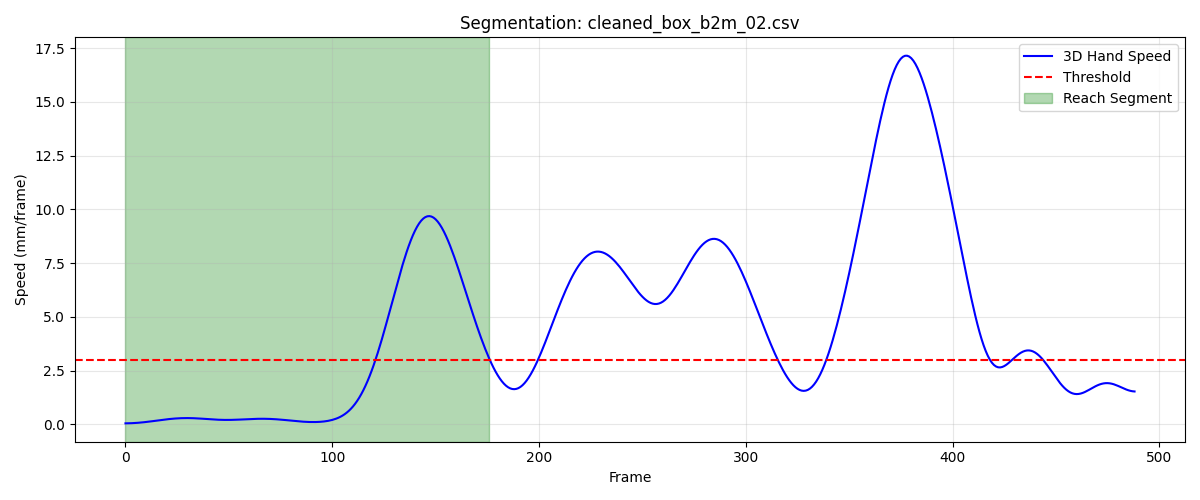 Segmentation: cleaned_box_b2m_02.csv
3D Hand Speed
Threshold
Reach Segment
Speed (mm/frame)
17.5
15.0
12.5
10.0
7.5
5.0
2.5
0.0
0 100 200 300 400 500
Frame